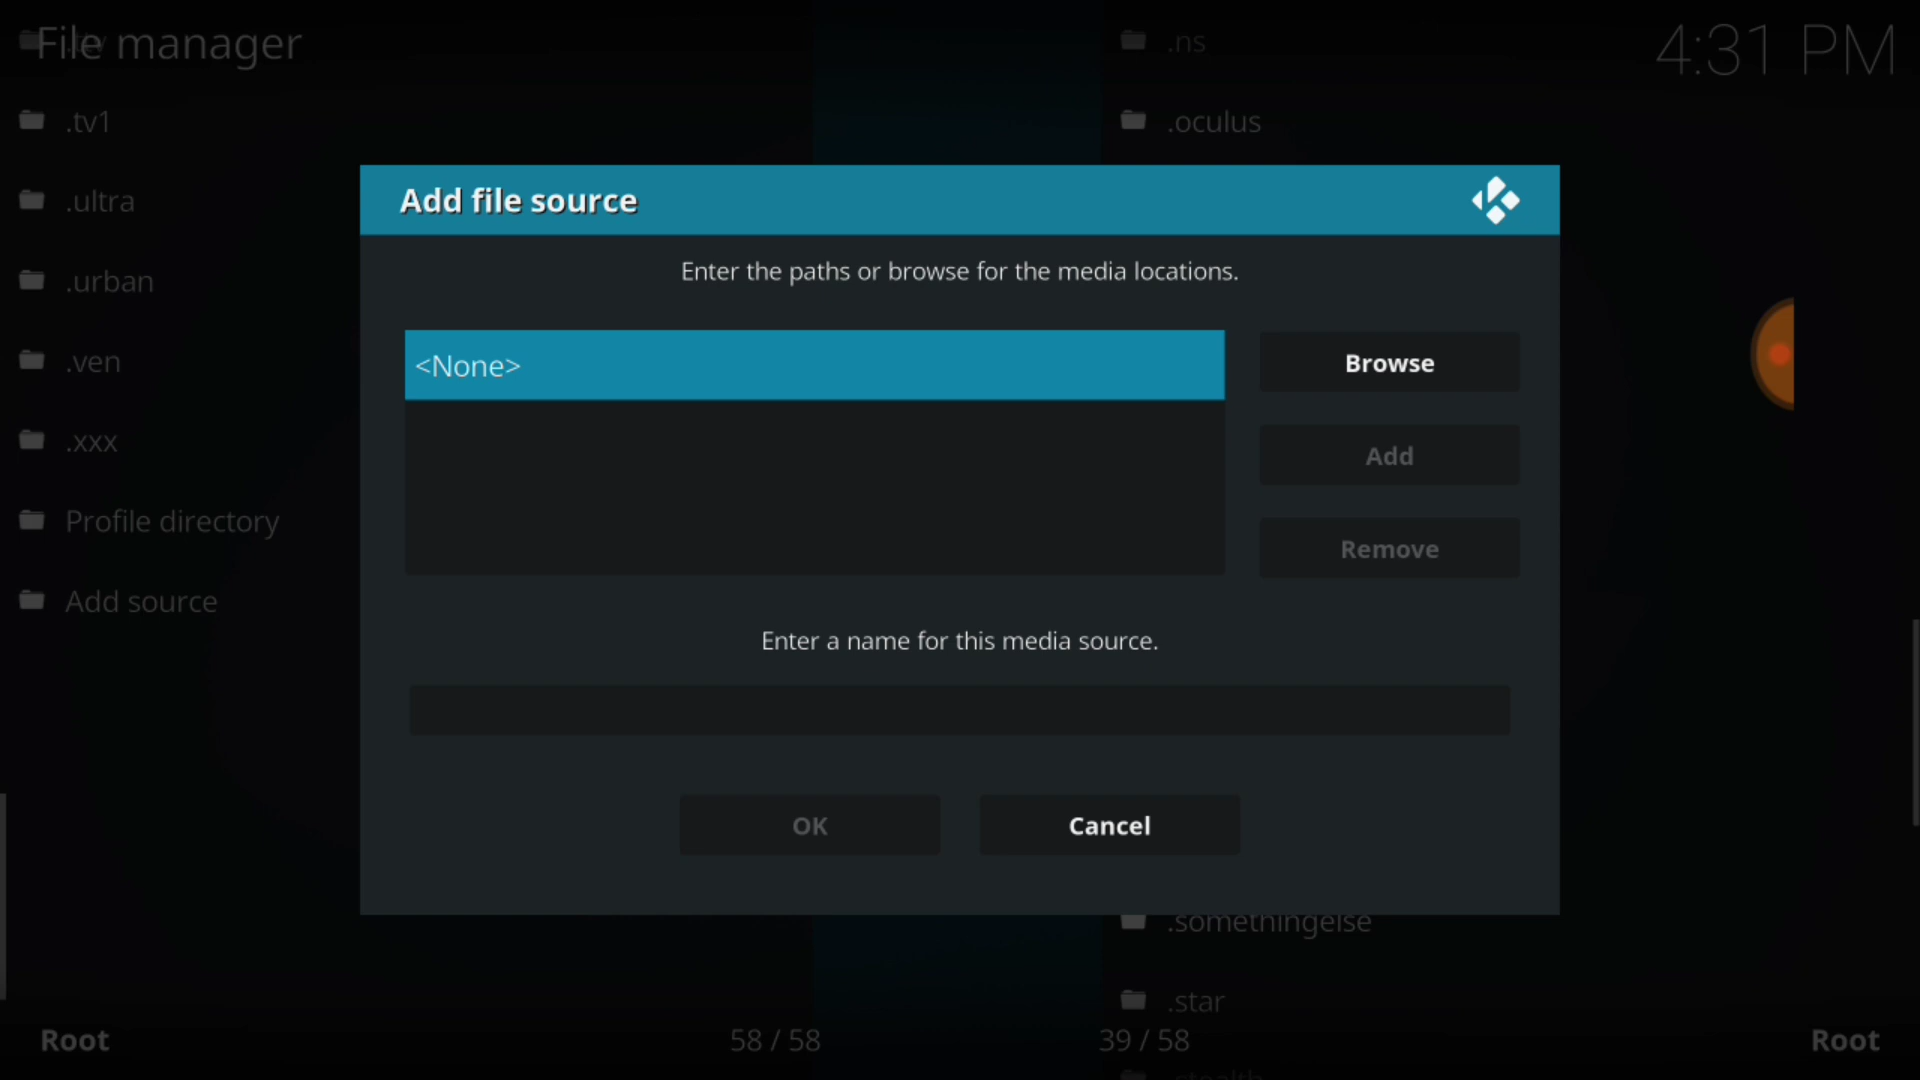 File manager
4:31 PM
.tv1
.ultra
.urban
.ven
.xxx
Profile directory
Add source
.ns
.oculus
Add file source
Enter the paths or browse for the media locations.
<None>
Browse
Add
Remove
Enter a name for this media source.
OK
Cancel
.somethingelse
.star
.stealth
Root
58 / 58
39 / 58
Root